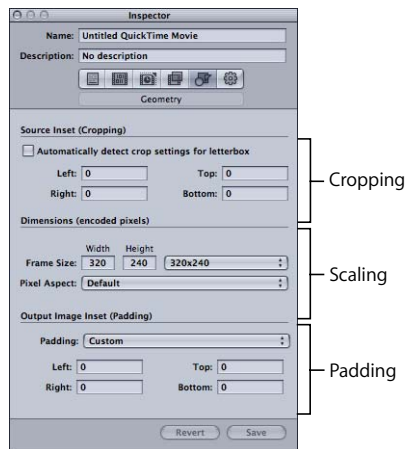 Inspector
Name: Untitled QuickTime Movie
Description: No description
Geometry
Source Inset (Cropping)
Automatically detect crop settings for letterbox
Left: 0 Top: 0
Right: 0 Bottom: 0
Cropping
Dimensions (encoded pixels)
Width Height
Frame Size: 320 240 320x240
Pixel Aspect: Default
Scaling
Output Image Inset (Padding)
Padding: Custom
Left: 0 Top: 0
Right: 0 Bottom: 0
Padding
Revert Save